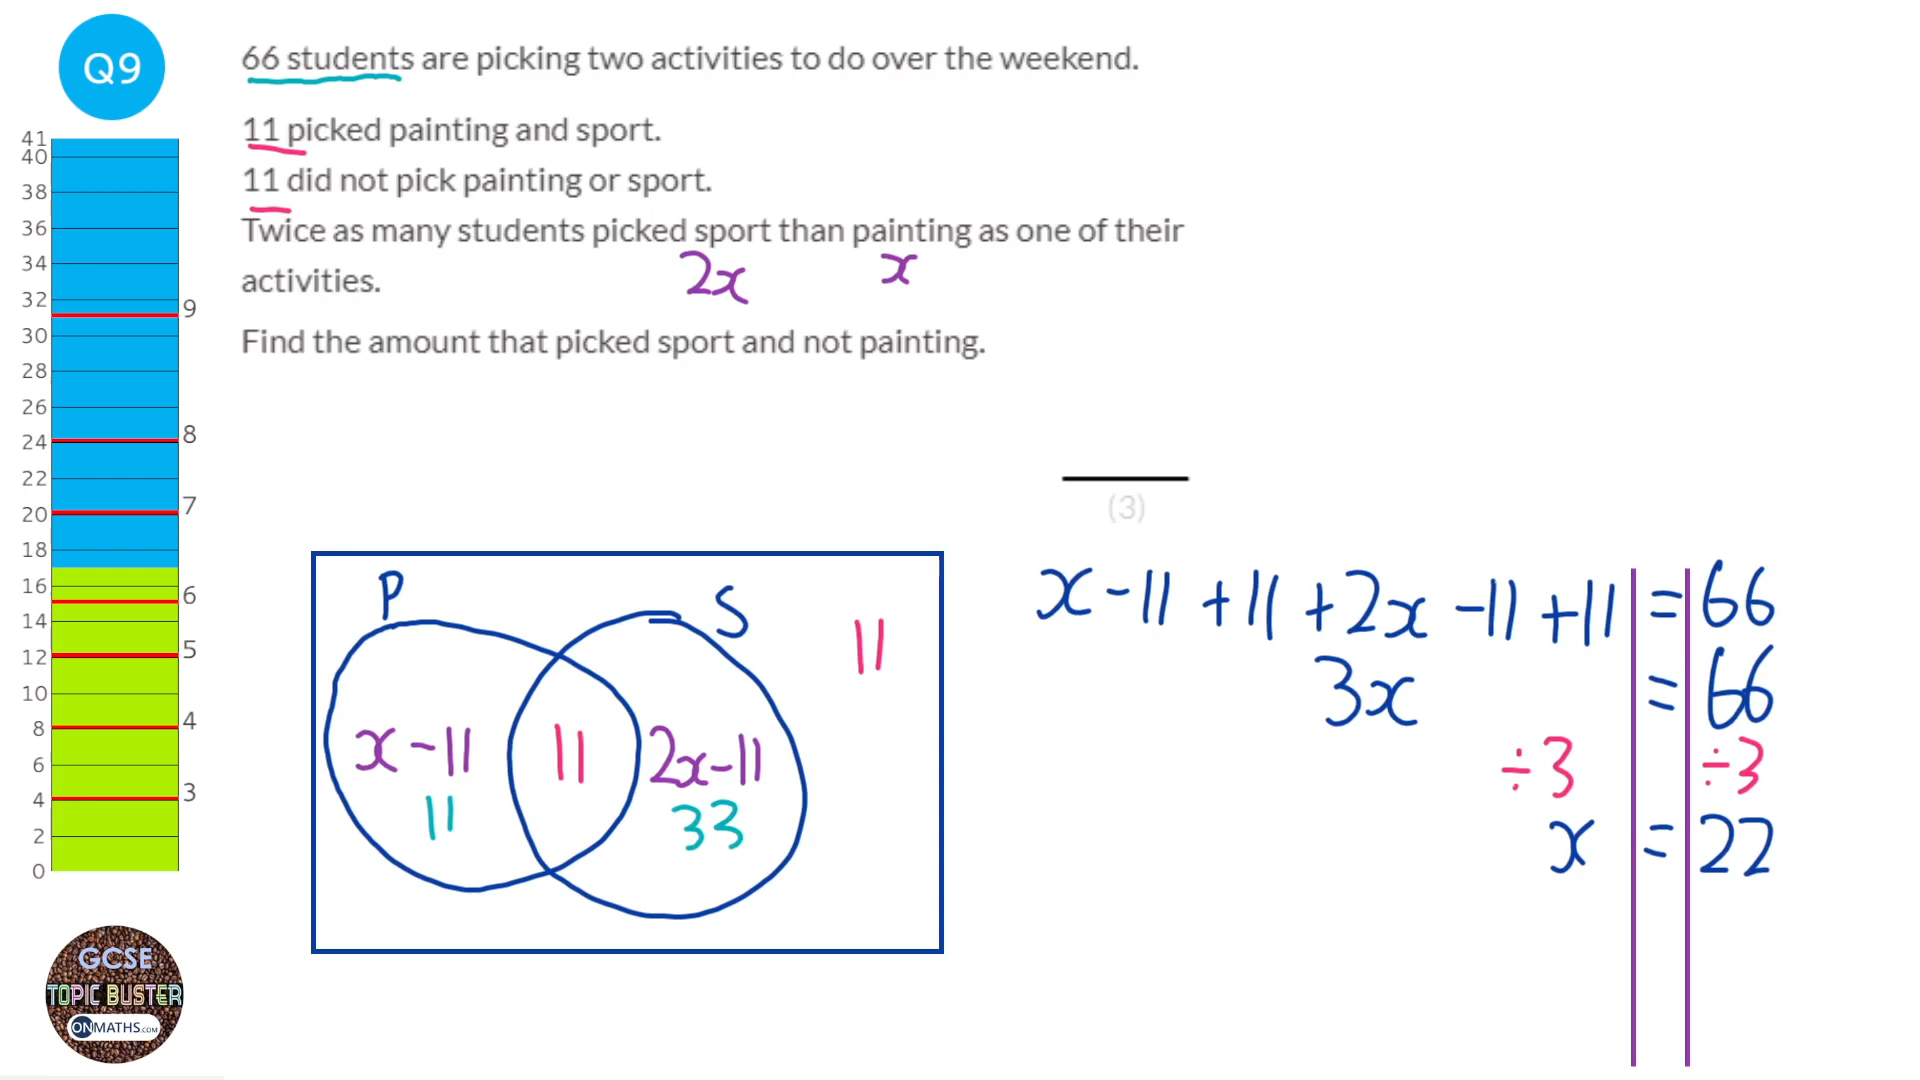 Q9
66 students are picking two activities to do over the weekend.
11 picked painting and sport.
11 did not pick painting or sport.
Twice as many students picked sport than painting as one of their
2x x
activities.
Find the amount that picked sport and not painting.
(3)
41
40
38
36
34
32
9
30
28
26
8
24
22
7
20
18
16
6
14
5
12
10
4
8
6
3
4
2
0
P S 11
x-11 11 2x-11
11 33
x-11 +11 +2x -11 +11 = 66
3x = 66
÷3 ÷3
x = 22
GCSE
TOPIC BUSTER
ONMATHS.COM